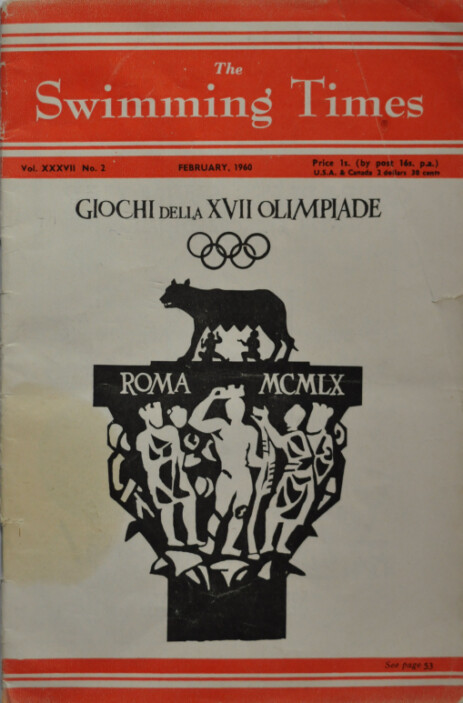 The
Swimming Times
Vol. XXXVII No. 2
FEBRUARY, 1960
Price 1s. (by post 16s. p.a.)
U.S.A. & Canada 2 dollars 30 cents
GIOCHI DELLA XVII OLIMPIADE
ROMA MCMLX
See page 53